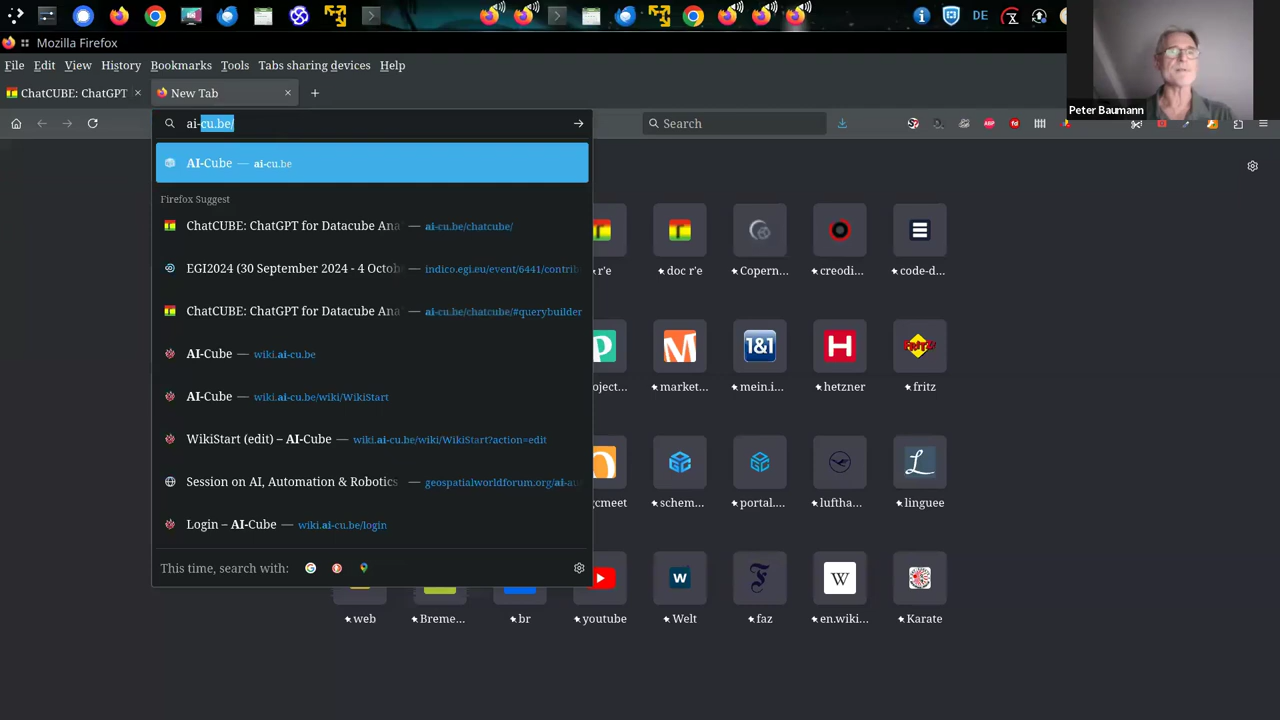 DE
Mozilla Firefox
File Edit View History Bookmarks Tools Tabs sharing devices Help
ChatCUBE: ChatGPT
New Tab
Peter Baumann
ai-cu.be/
Search
AI-Cube — ai-cu.be
Firefox Suggest
ChatCUBE: ChatGPT for Datacube Ana — ai-cu.be/chatcube/
EGI2024 (30 September 2024 - 4 Octob — indico.egi.eu/event/6441/contrib
ChatCUBE: ChatGPT for Datacube Ana — ai-cu.be/chatcube/#querybuilder
AI-Cube — wiki.ai-cu.be
AI-Cube — wiki.ai-cu.be/wiki/WikiStart
WikiStart (edit) – AI-Cube — wiki.ai-cu.be/wiki/WikiStart?action=edit
Session on AI, Automation & Robotics — geospatialworldforum.org/ai-au
Login – AI-Cube — wiki.ai-cu.be/login
This time, search with:
r'e doc r'e Copern... creodi... code-d...
1&1 H FRITZ!
oject... market... mein.i... hetzner fritz
L
gcmeet schem... portal.... luftha... linguee
W F W
web Breme... br youtube Welt faz en.wiki... Karate